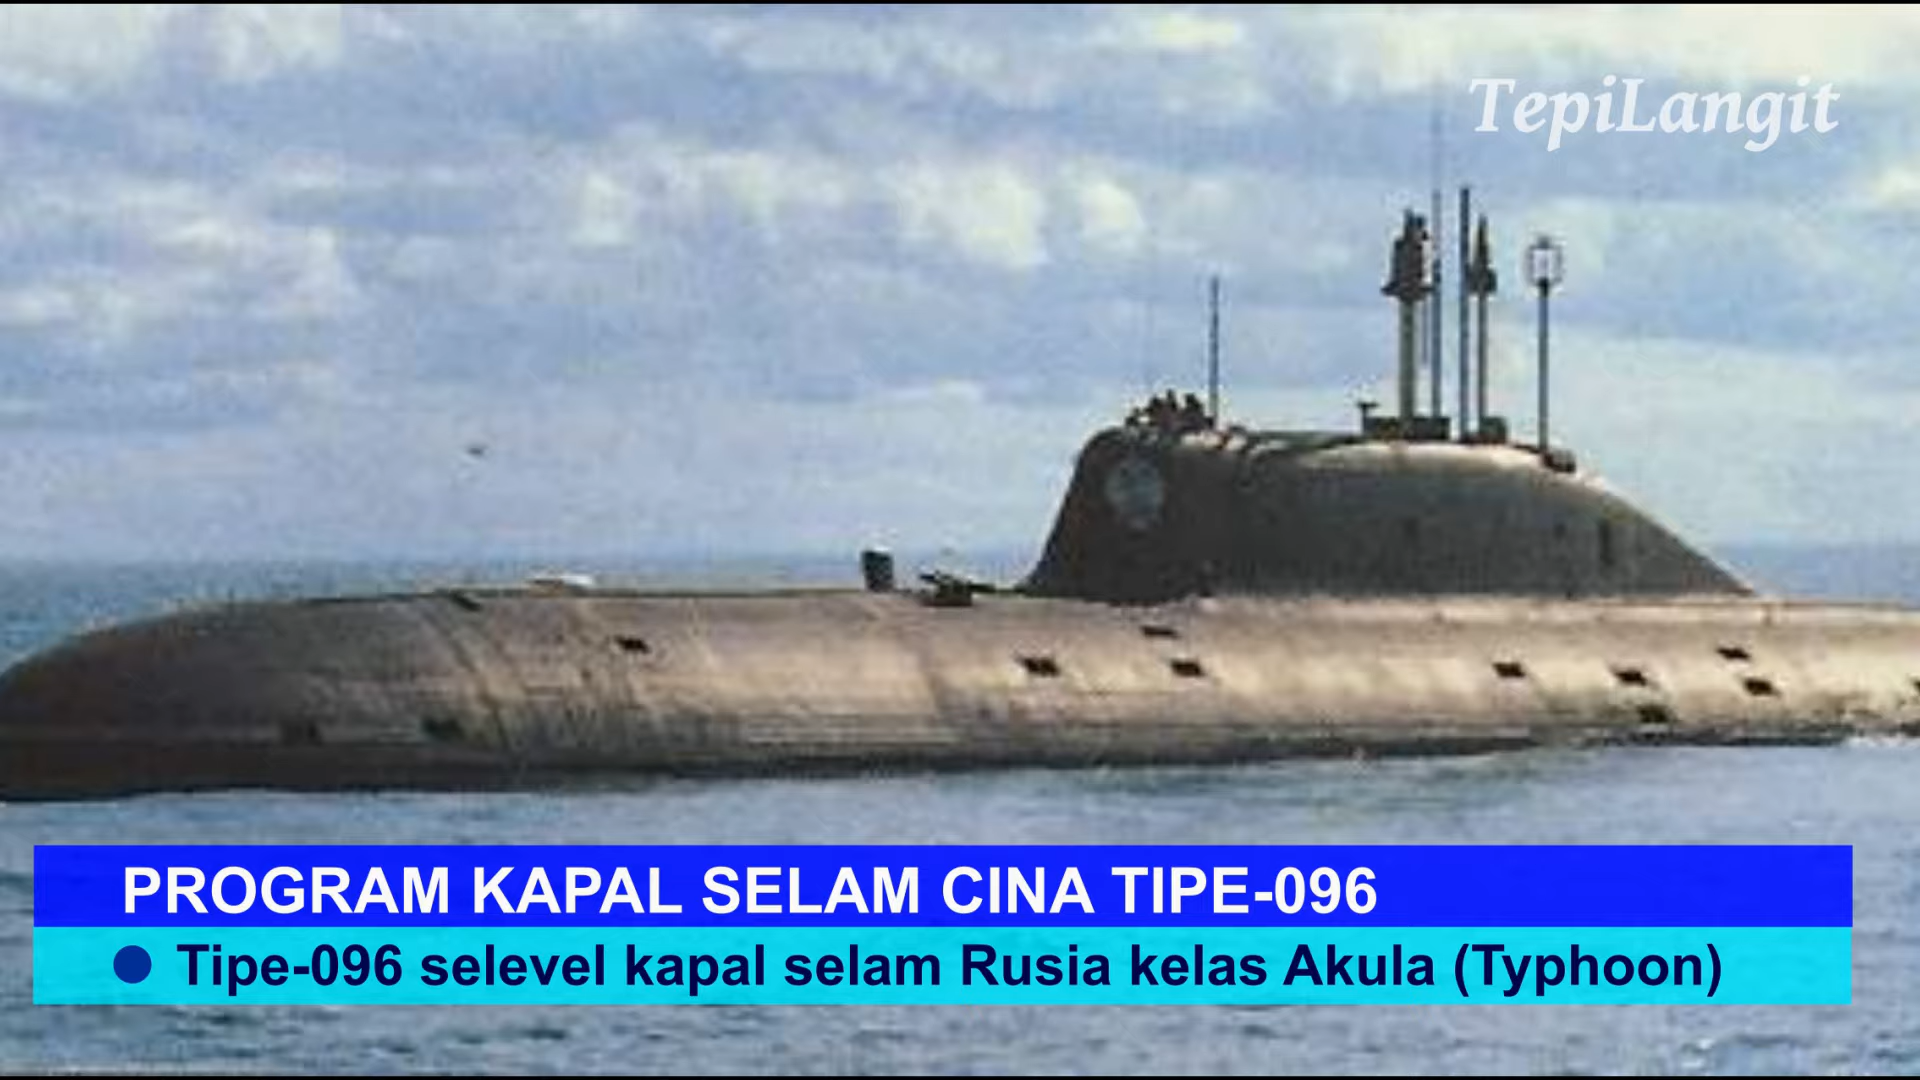 TepiLangit
PROGRAM KAPAL SELAM CINA TIPE-096
Tipe-096 selevel kapal selam Rusia kelas Akula (Typhoon)